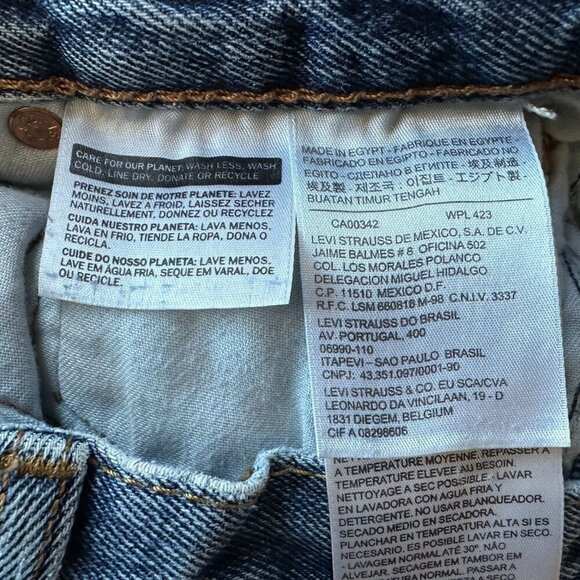 CARE FOR OUR PLANET: WASH LESS, WASH
COLD, LINE DRY, DONATE OR RECYCLE
PRENEZ SOIN DE NOTRE PLANETE: LAVEZ
MOINS, LAVEZ A FROID, LAISSEZ SECHER
NATURELLEMENT, DONNEZ OU RECYCLEZ
CUIDA NUESTRO PLANETA: LAVA MENOS,
LAVA EN FRIO, TIENDE LA ROPA, DONA O
RECICLA.
CUIDE DO NOSSO PLANETA: LAVE MENOS,
LAVE EM ÁGUA FRIA, SEQUE EM VARAL, DOE
OU RECICLE.
MADE IN EGYPT - FABRIQUE EN EGYPTE -
FABRICADO EN EGIPTO - FABRICADO NO
EGITO - СДЕЛАНО В ЕГИПТЕ - 埃及制造
- 埃及製 - 제조국 : 이집트 - エジプト製 -
BUATAN TIMUR TENGAH
CA00342 WPL 423
LEVI STRAUSS DE MEXICO, S.A. DE C.V.
JAIME BALMES # 8 OFICINA 502
COL. LOS MORALES POLANCO
DELEGACION MIGUEL HIDALGO
C.P. 11510 MEXICO D.F.
R.F.C. LSM 660816 M-98 C.N.I.V. 3337
LEVI STRAUSS DO BRASIL
AV. PORTUGAL, 400
06990-110
ITAPEVI - SAO PAULO BRASIL
CNPJ: 43.351.097/0001-90
LEVI STRAUSS & CO. EU SCA/CVA
LEONARDO DA VINCILAAN, 19 - D
1831 DIEGEM, BELGIUM
CIF A 08296606
A TEMPERATURE MOYENNE. REPASSER A
TEMPERATURE ELEVEE AU BESOIN.
NETTOYAGE A SEC POSSIBLE. - LAVAR
EN LAVADORA CON AGUA FRIA Y
DETERGENTE. NO USAR BLANQUEADOR.
SECADO MEDIO EN SECADORA.
PLANCHAR EN TEMPERATURA ALTA SI ES
NECESARIO. ES POSIBLE LAVADO EN SECO.
- LAVAGEM NORMAL ATÉ 30°. NÃO
ALVEJAR. SECAGEM EM TAMBOR EM
TEMPERATURA NORMAL. PASSAR A